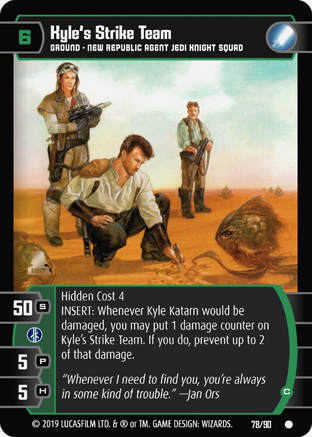 6
Kyle's Strike Team
GROUND - NEW REPUBLIC AGENT JEDI KNIGHT SQUAD
50 S
5 P
5 H
Hidden Cost 4
INSERT: Whenever Kyle Katarn would be
damaged, you may put 1 damage counter on
Kyle's Strike Team. If you do, prevent up to 2
of that damage.
"Whenever I need to find you, you're always
in some kind of trouble." —Jan Ors
C
© 2019 LUCASFILM LTD. & ® or TM. GAME DESIGN: WIZARDS.
78/90